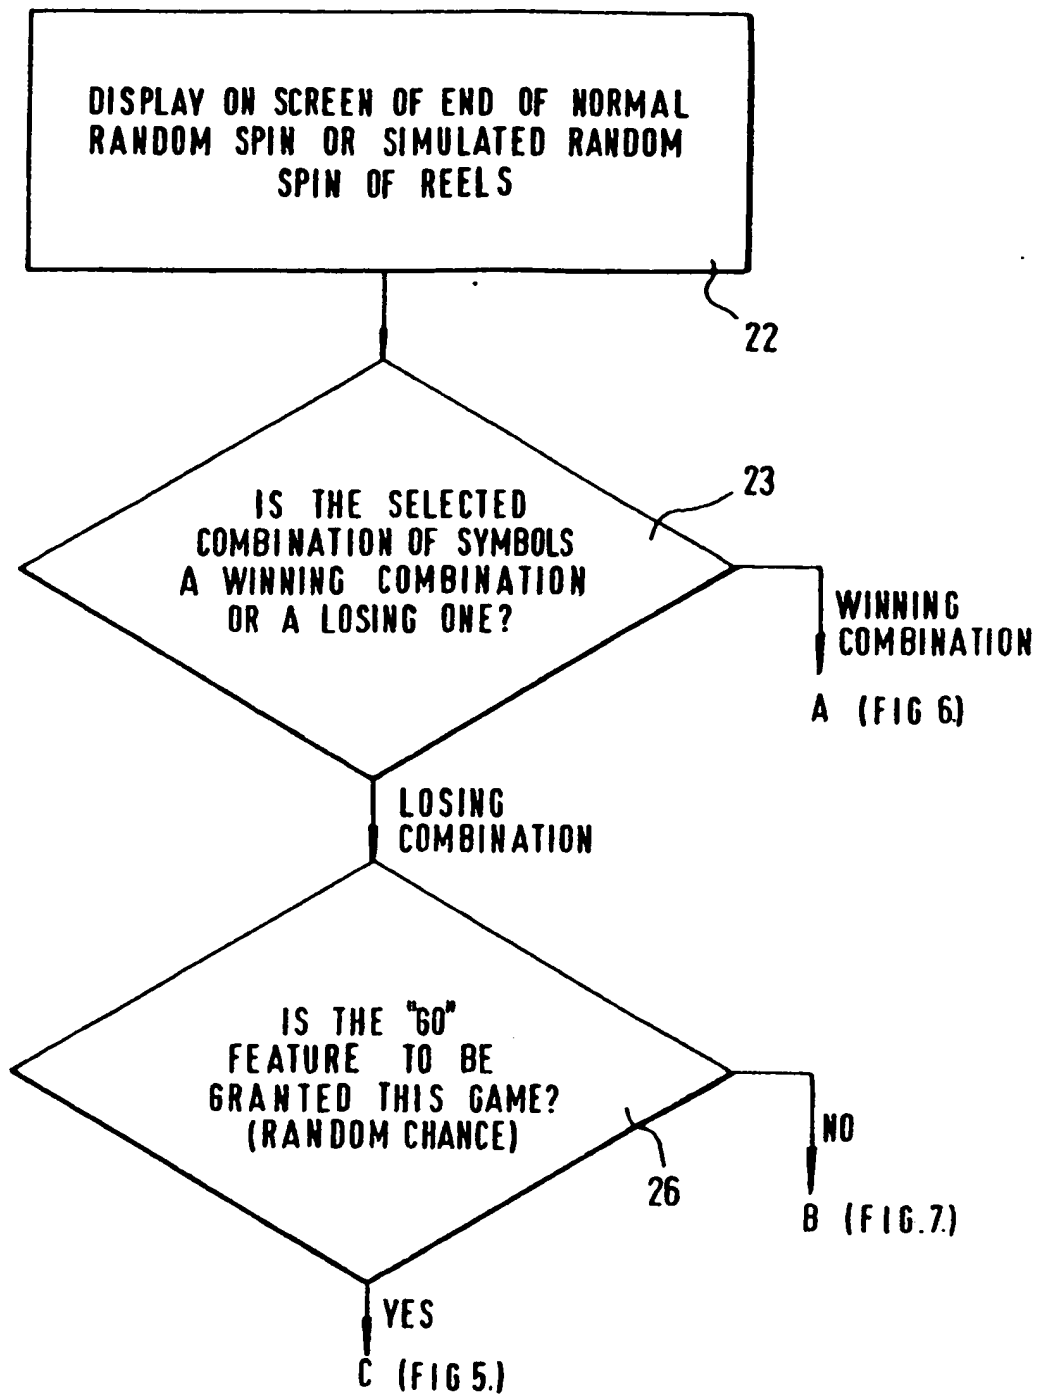 DISPLAY ON SCREEN OF END OF NORMAL
RANDOM SPIN OR SIMULATED RANDOM
SPIN OF REELS
22
23
IS THE SELECTED
COMBINATION OF SYMBOLS
A WINNING COMBINATION
OR A LOSING ONE?
WINNING
COMBINATION
A (FIG 6.)
LOSING
COMBINATION
IS THE "GO"
FEATURE TO BE
GRANTED THIS GAME?
(RANDOM CHANCE)
26
NO
B (FIG.7.)
YES
C (FIG 5.)